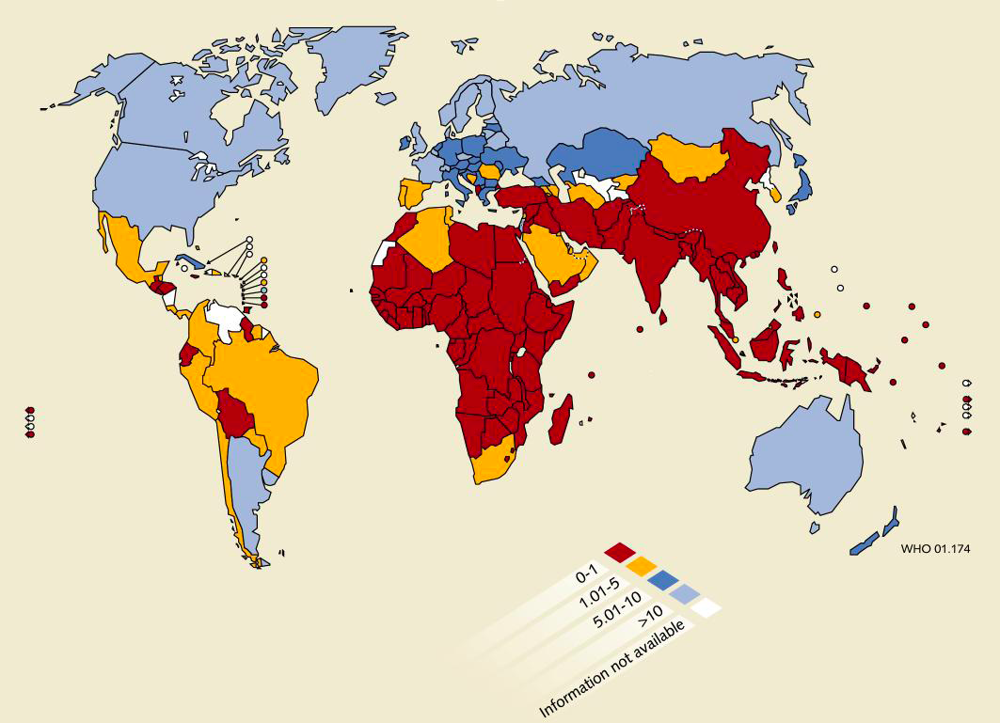 WHO 01.174
0-1
1.01-5
5.01-10
>10
Information not available